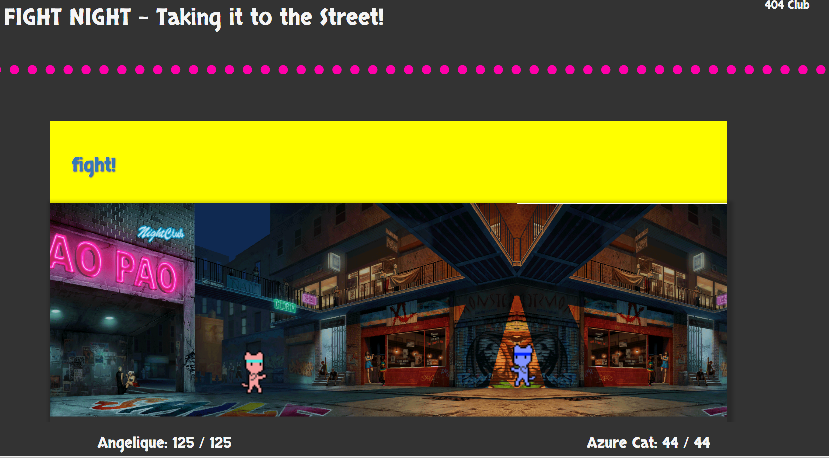 FIGHT NIGHT - Taking it to the Street!
404 Club
fight!
NightClub
AO PAO
Angelique: 125 / 125
Azure Cat: 44 / 44